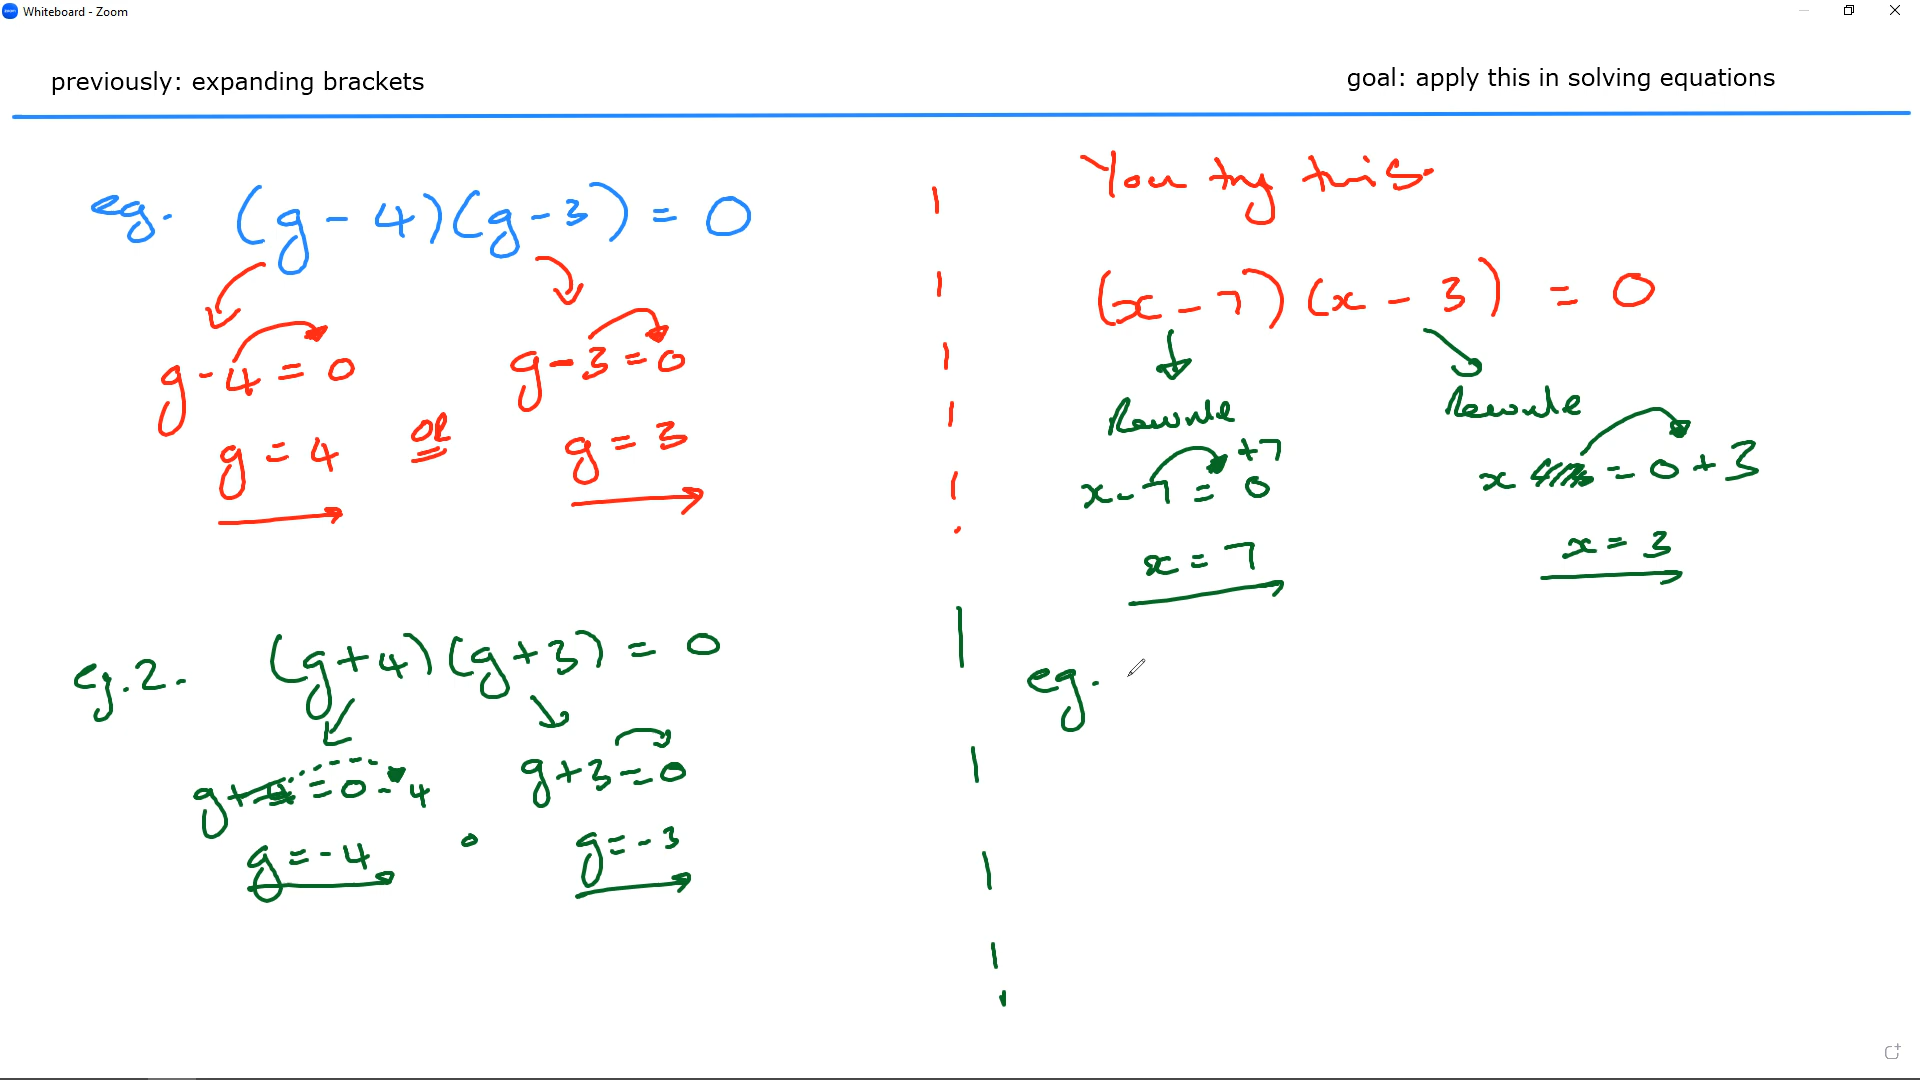 Whiteboard - Zoom
previously: expanding brackets
goal: apply this in solving equations
eg. (g - 4)(g - 3) = 0
g - 4 = 0
g - 3 = 0
g = 4
OR
g = 3
eg.2. (g + 4)(g + 3) = 0
g + 4 = 0 - 4
g + 3 = 0
g = - 4
o
g = - 3
You try this.
(x - 7)(x - 3) = 0
Rewrite
Rewrite
+7
x - 7 = 0
x = 0 + 3
x = 7
x = 3
eg.